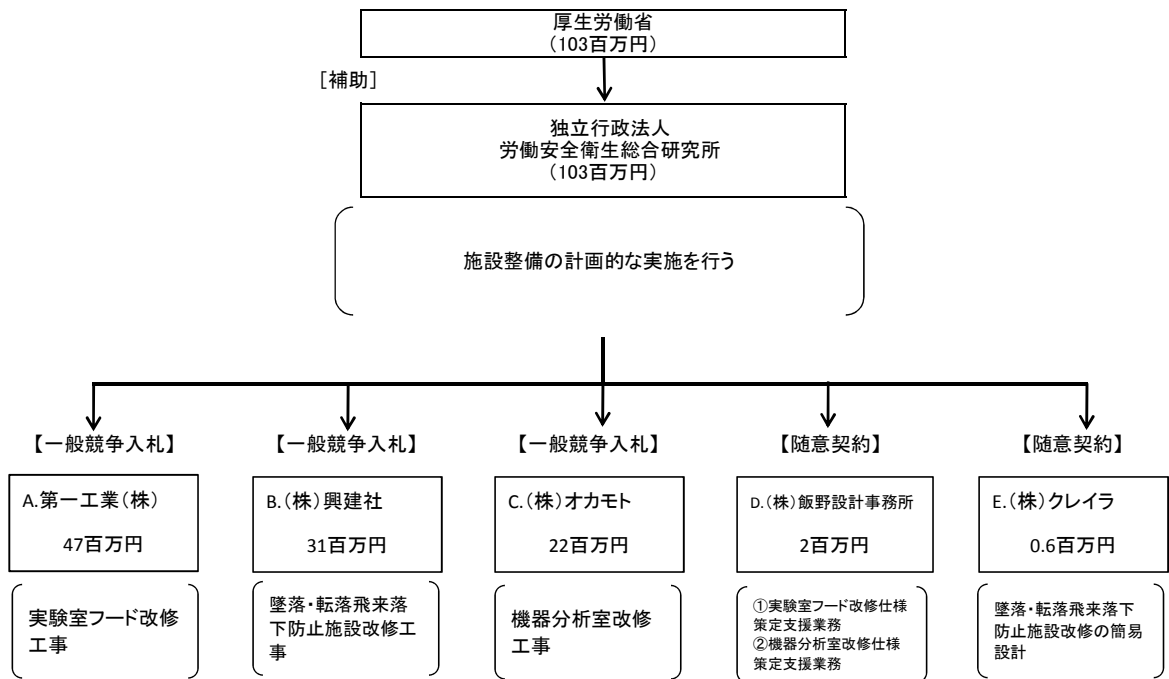 厚生労働省
（103百万円）
［補助］
独立行政法人
労働安全衛生総合研究所
（103百万円）
施設整備の計画的な実施を行う
【一般競争入札】
【一般競争入札】
【一般競争入札】
【随意契約】
【随意契約】
A.第一工業（株）
47百万円
B.（株）興建社
31百万円
C.（株）オカモト
22百万円
D.（株）飯野設計事務所
2百万円
E.（株）クレイラ
0.6百万円
実験室フード改修
工事
墜落・転落飛来落
下防止施設改修工
事
機器分析室改修
工事
①実験室フード改修仕様
策定支援業務
②機器分析室改修仕様
策定支援業務
墜落・転落飛来落下
防止施設改修の簡易
設計